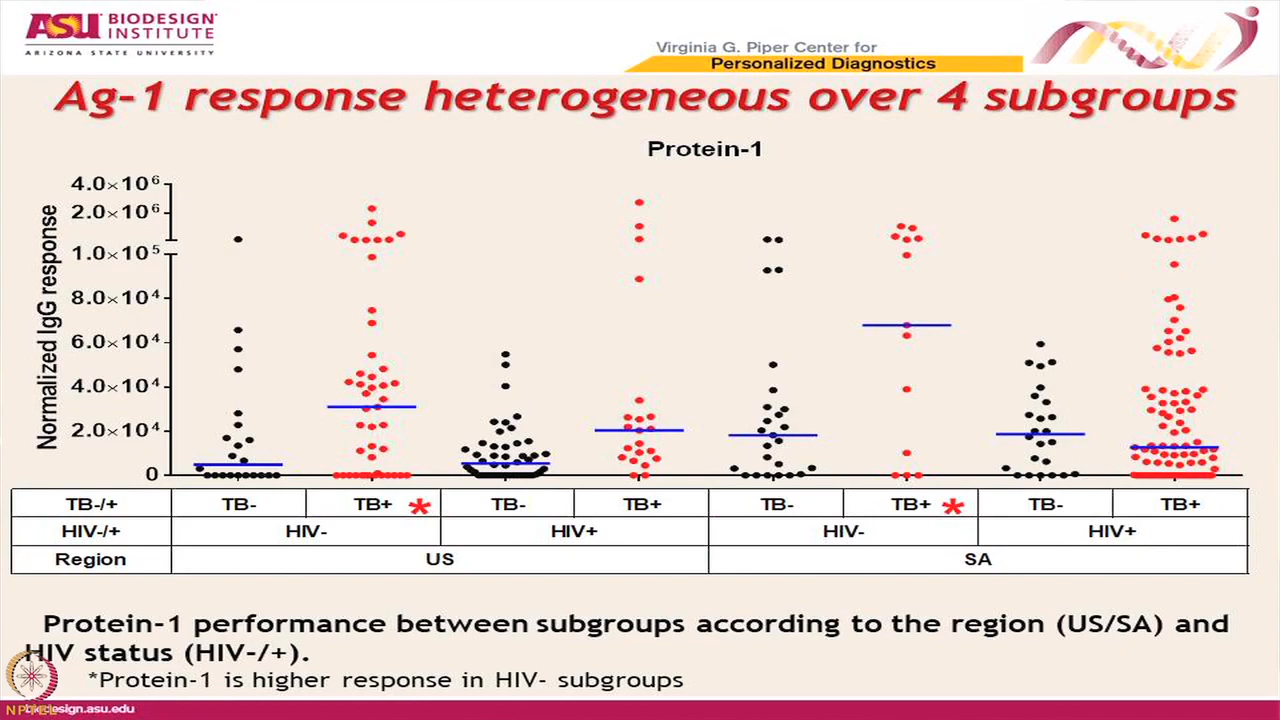 ASU BIODESIGN
INSTITUTE
ARIZONA STATE UNIVERSITY
Virginia G. Piper Center for
Personalized Diagnostics
Ag-1 response heterogeneous over 4 subgroups
Protein-1
Normalized IgG response
4.0×10⁶
2.0×10⁶
1.0×10⁵
8.0×10⁴
6.0×10⁴
4.0×10⁴
2.0×10⁴
0
TB-/+ TB- TB+ * TB- TB+ TB- TB+ * TB- TB+
HIV-/+ HIV- HIV+ HIV- HIV+
Region US SA
Protein-1 performance between subgroups according to the region (US/SA) and
HIV status (HIV-/+).
*Protein-1 is higher response in HIV- subgroups
NPTEL
design.asu.edu